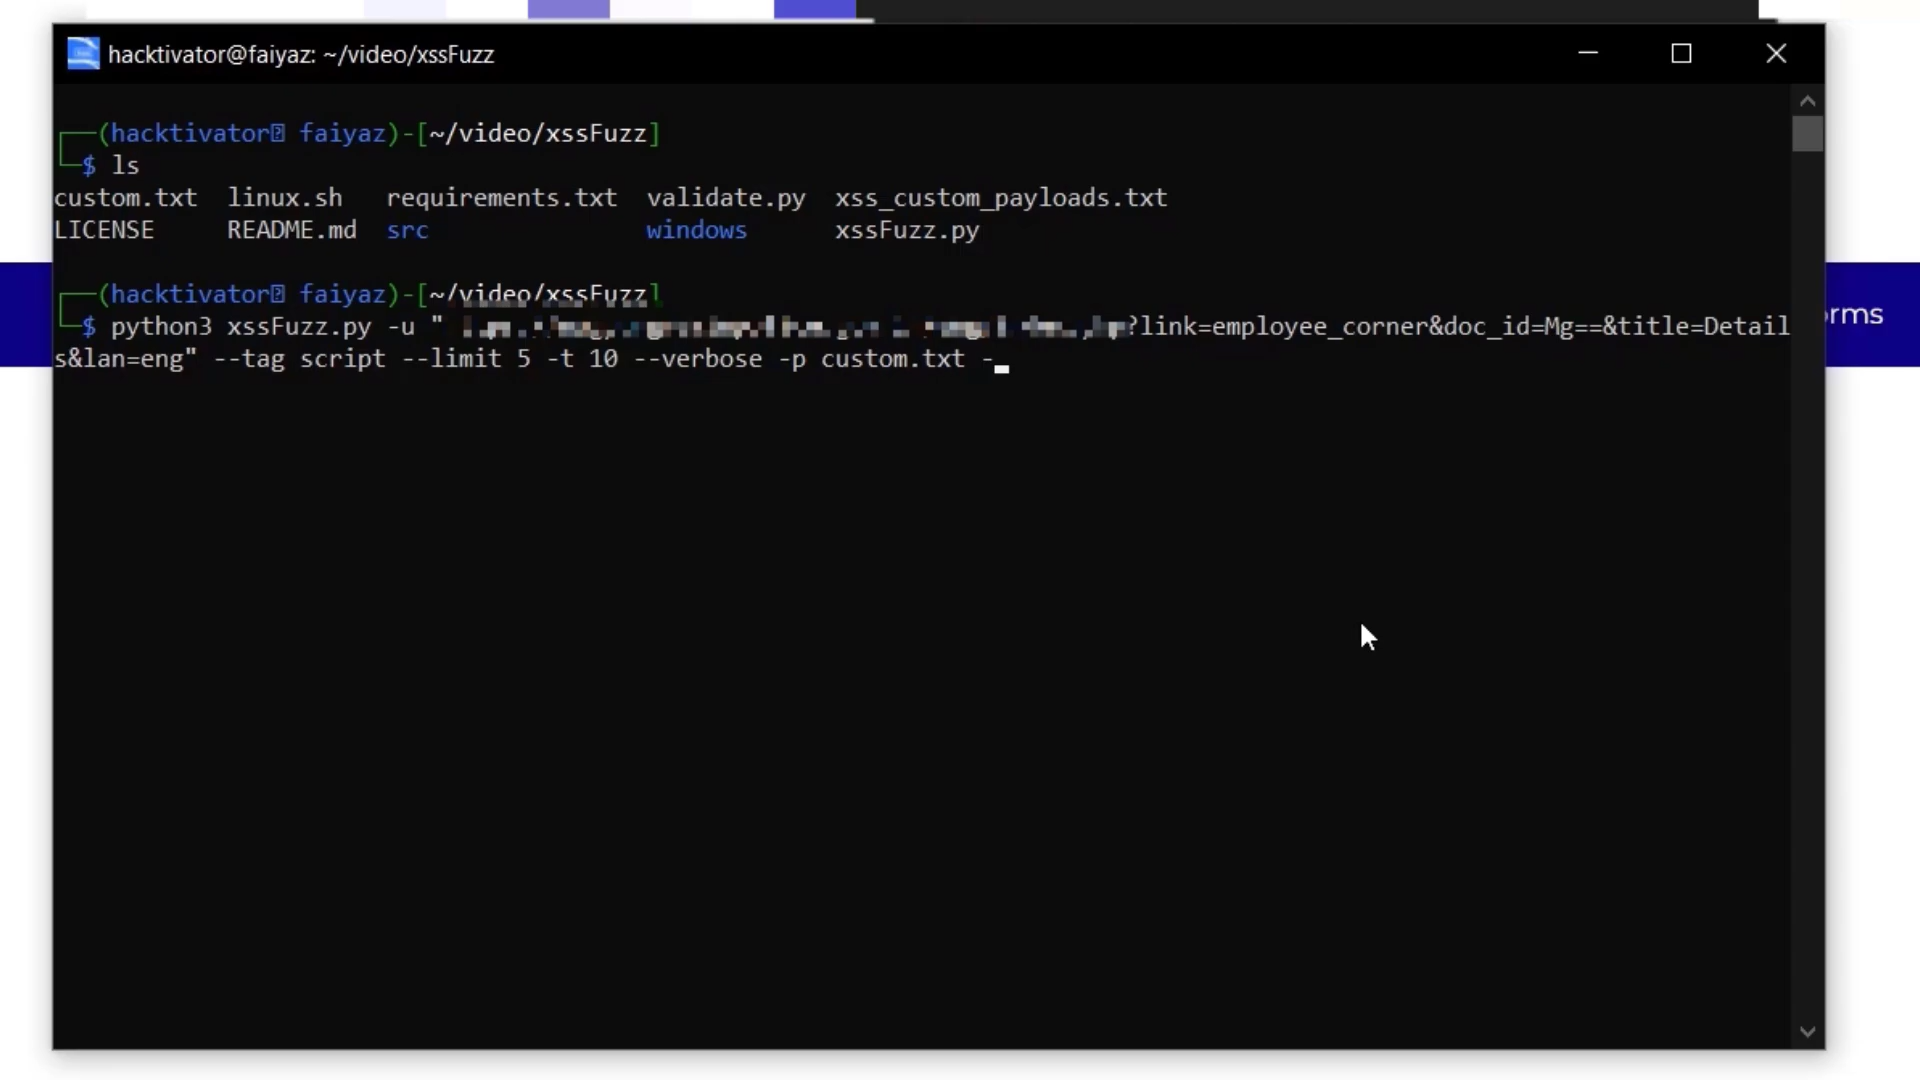 hacktivator@faiyaz: ~/video/xssFuzz
(hacktivator faiyaz)-[~/video/xssFuzz]
$ ls
custom.txt linux.sh requirements.txt validate.py xss_custom_payloads.txt
LICENSE README.md src windows xssFuzz.py
(hacktivator faiyaz)-[~/video/xssFuzz]
$ python3 xssFuzz.py -u " ?link=employee_corner&doc_id=Mg==&title=Detail
s&lan=eng" --tag script --limit 5 -t 10 --verbose -p custom.txt -